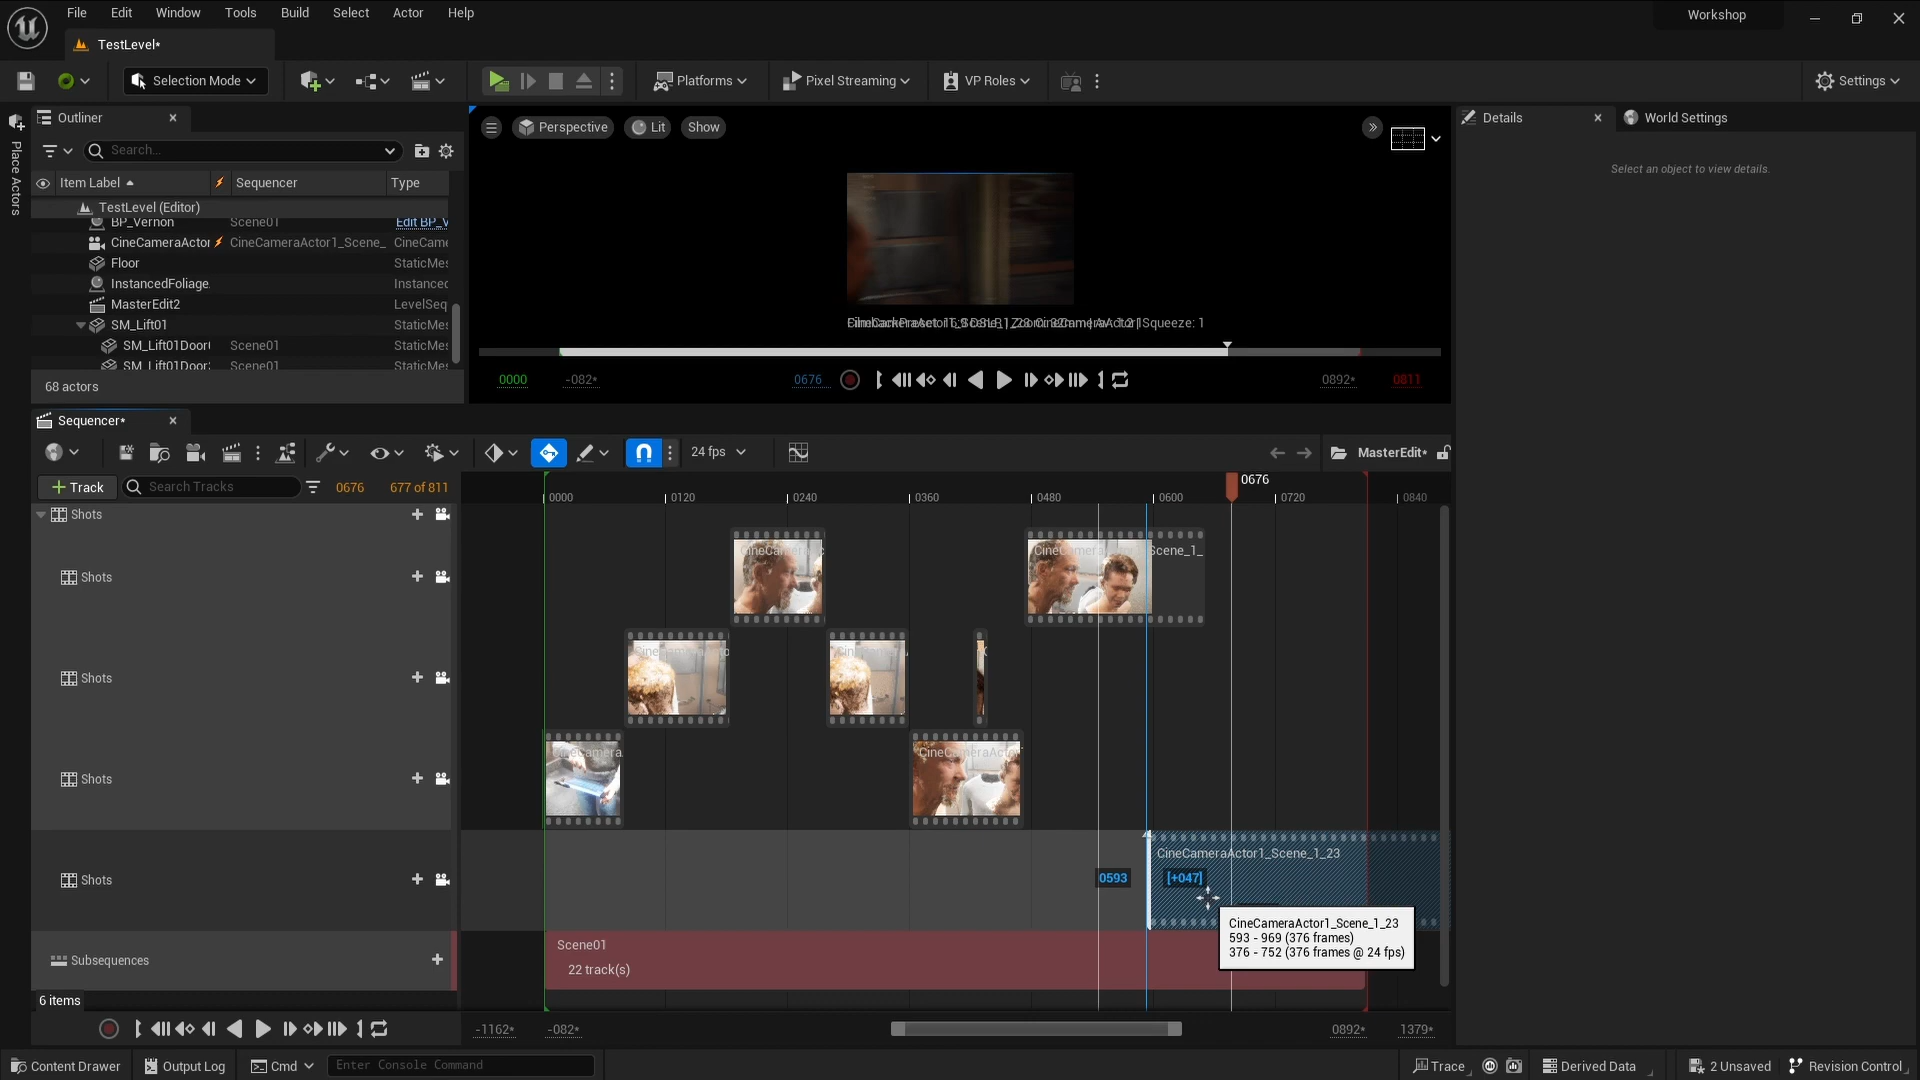 File Edit Window Tools Build Select Actor Help
Workshop
TestLevel*
Selection Mode
Platforms
Pixel Streaming
VP Roles
Settings
Place Actors
Outliner
Search...
Item Label Sequencer Type
TestLevel (Editor)
BP_Vernon Scene01 Edit BP_V
CineCameraActor CineCameraActor1_Scene_ CineCame
Floor StaticMes
InstancedFoliage Instanced
MasterEdit2 LevelSeq
SM_Lift01 StaticMes
SM_Lift01Door Scene01 StaticMes
SM_Lift01Door Scene01 StaticMes
68 actors
Perspective Lit Show
Squeeze: 1
0000 -082* 0676 0892* 0811
Details
World Settings
Select an object to view details.
Sequencer*
24 fps
MasterEdit*
Track
Search Tracks
0676 677 of 811
0000 0120 0240 0360 0480 0600 0676 0720 0840
Shots
Shots
Scene_1_
Shots
Shots
CineCamera
CineCameraActor
Shots
CineCameraActor1_Scene_1_23
0593 [+047]
CineCameraActor1_Scene_1_23
593 - 969 (376 frames)
376 - 752 (376 frames @ 24 fps)
Subsequences
Scene01
22 track(s)
6 items
-1162* -082* 0892* 1379*
Content Drawer
Output Log
Cmd
Enter Console Command
Trace
Derived Data
2 Unsaved
Revision Control